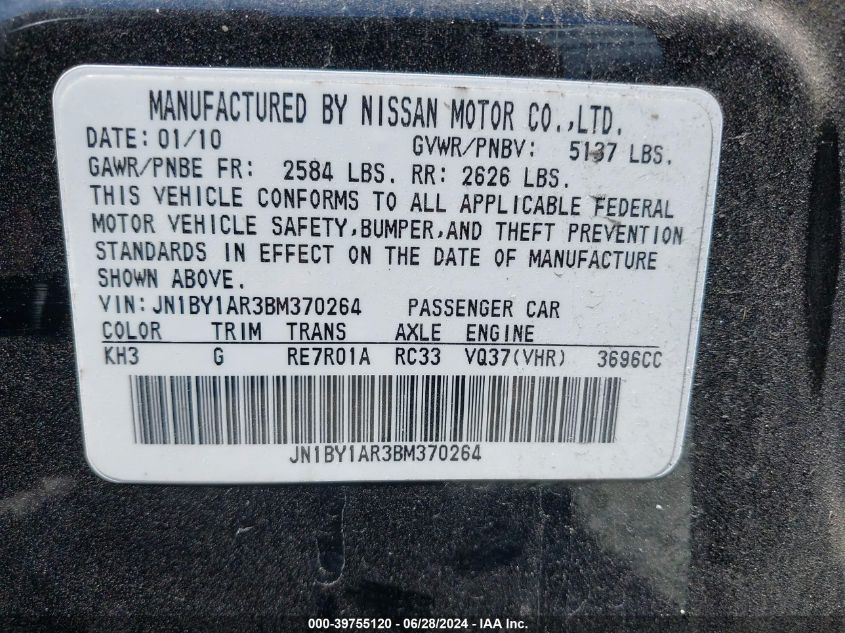 MANUFACTURED BY NISSAN MOTOR CO.,LTD.
DATE: 01/10 GVWR/PNBV: 5137 LBS.
GAWR/PNBE FR: 2584 LBS. RR: 2626 LBS.
THIS VEHICLE CONFORMS TO ALL APPLICABLE FEDERAL
MOTOR VEHICLE SAFETY,BUMPER,AND THEFT PREVENTION
STANDARDS IN EFFECT ON THE DATE OF MANUFACTURE
SHOWN ABOVE.
VIN:JN1BY1AR3BM370264 PASSENGER CAR
COLOR TRIM TRANS AXLE ENGINE
KH3 G RE7R01A RC33 VQ37(VHR) 3696CC
JN1BY1AR3BM370264
000-39755120 - 06/28/2024 - IAA Inc.